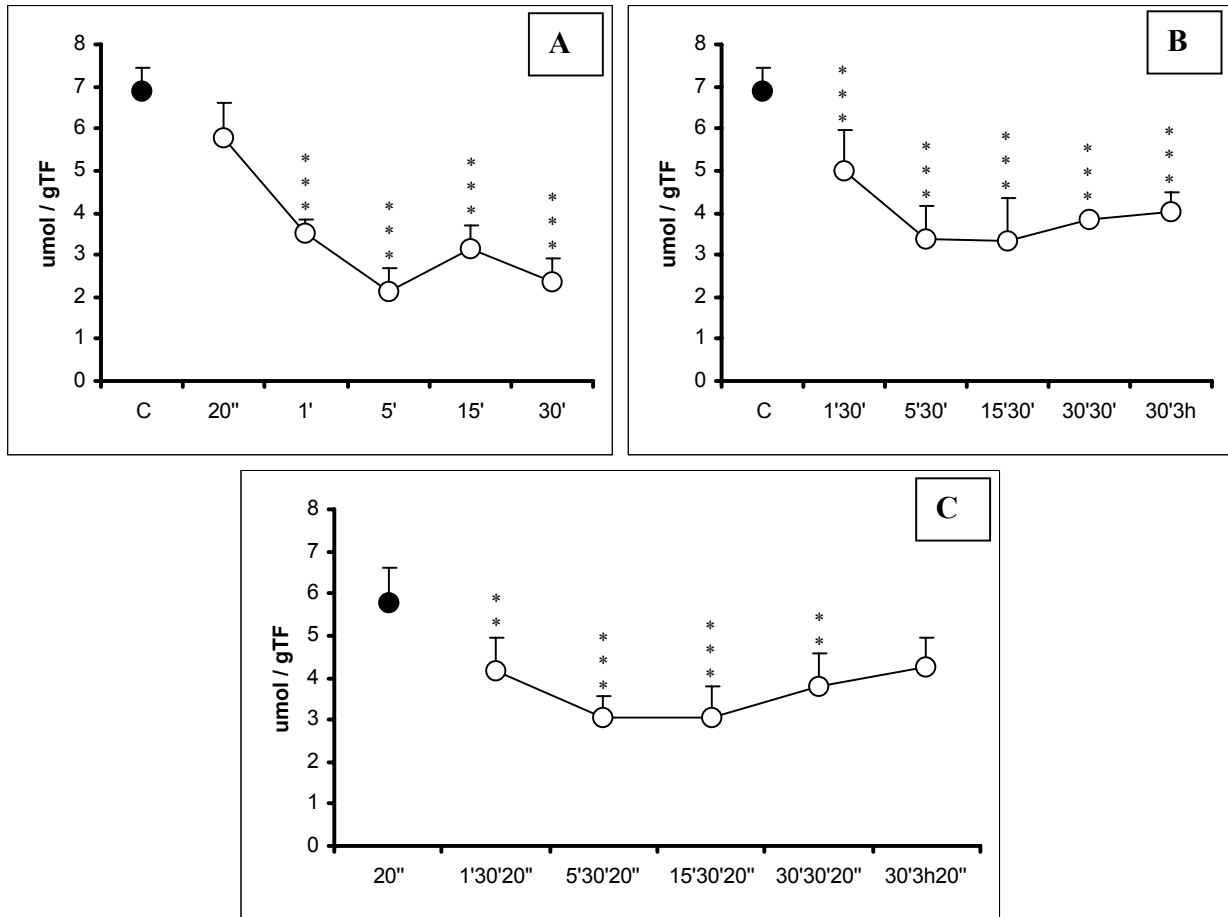 A
8
7
6
5
4
3
2
1
0
umol / gTF
* * *
* * *
* * *
* * *
C 20" 1' 5' 15' 30'
B
8
7
6
5
4
3
2
1
0
umol / gTF
* * *
* * *
* * *
* * *
* * *
C 1'30' 5'30' 15'30' 30'30' 30'3h
C
8
7
6
5
4
3
2
1
0
umol / gTF
* *
* * *
* * *
* *
20" 1'30'20" 5'30'20" 15'30'20" 30'30'20" 30'3h20"